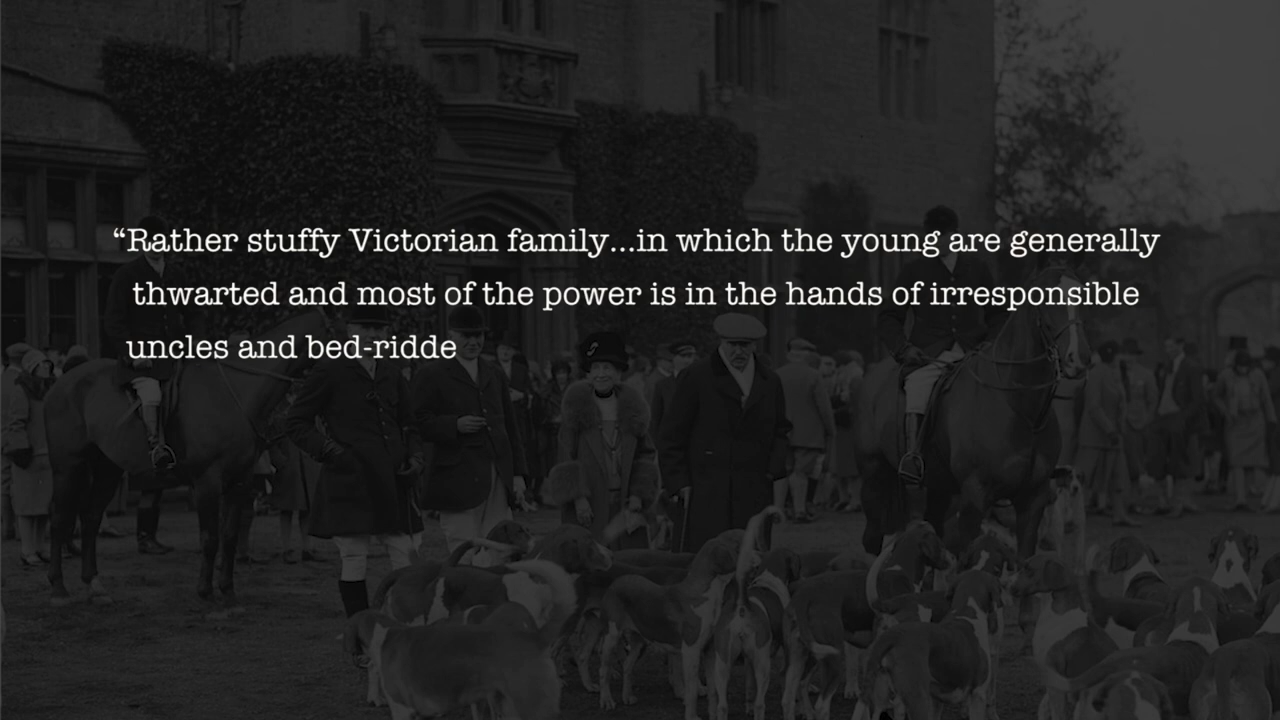 “Rather stuffy Victorian family...in which the young are generally
thwarted and most of the power is in the hands of irresponsible
uncles and bed-ridde